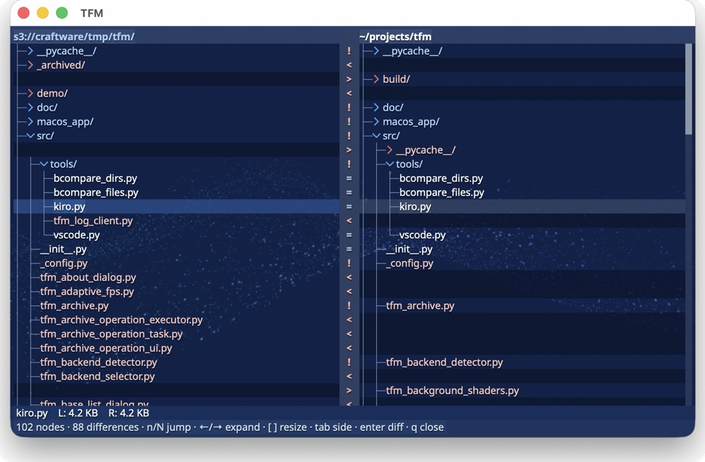 TFM
s3://craftware/tmp/tfm/ ~/projects/tfm
__pycache__/ ! __pycache__/
_archived/ <
> build/
demo/ <
doc/ ! doc/
macos_app/ ! macos_app/
src/ ! src/
> __pycache__/
tools/ ! tools/
bcompare_dirs.py = bcompare_dirs.py
bcompare_files.py = bcompare_files.py
kiro.py = kiro.py
tfm_log_client.py <
vscode.py = vscode.py
__init__.py = __init__.py
_config.py ! _config.py
tfm_about_dialog.py <
tfm_adaptive_fps.py <
tfm_archive.py ! tfm_archive.py
tfm_archive_operation_executor.py <
tfm_archive_operation_task.py <
tfm_archive_operation_ui.py <
tfm_backend_detector.py ! tfm_backend_detector.py
tfm_backend_selector.py <
> tfm_background_shaders.py
tfm_base_list_dialog.py <
kiro.py L: 4.2 KB R: 4.2 KB
102 nodes · 88 differences · n/N jump · ←/→ expand · [ ] resize · tab side · enter diff · q close